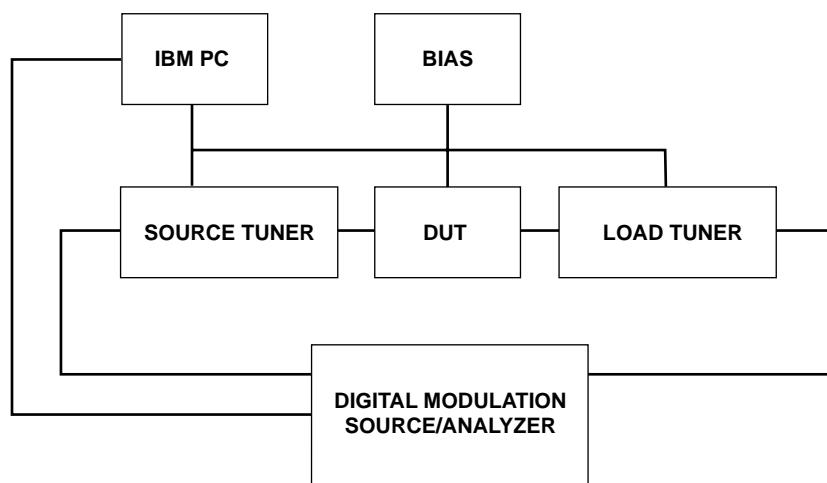 IBM PC
BIAS
SOURCE TUNER
DUT
LOAD TUNER
DIGITAL MODULATION
SOURCE/ANALYZER